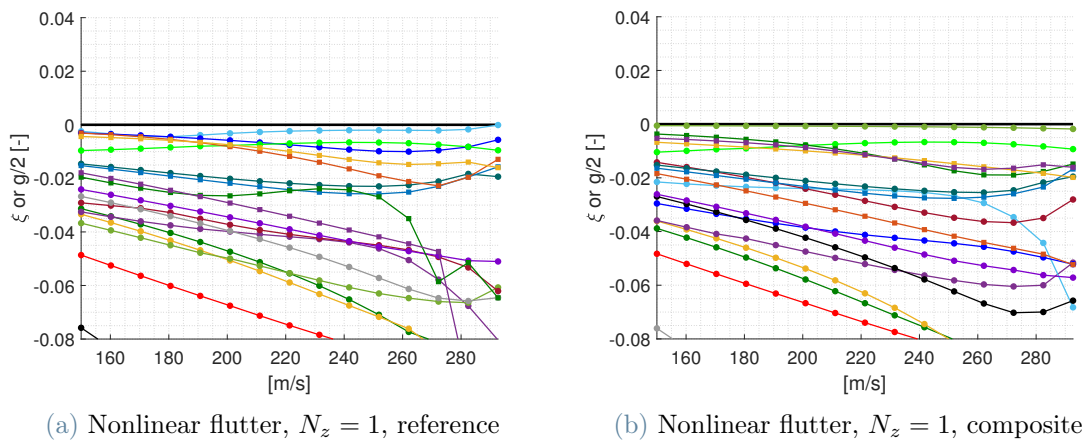 0.04
0.02
0
-0.02
-0.04
-0.06
-0.08
ξ or g/2 [-]
160 180 200 220 240 260 280
[m/s]
(a) Nonlinear flutter, N_z = 1, reference
0.04
0.02
0
-0.02
-0.04
-0.06
-0.08
ξ or g/2 [-]
160 180 200 220 240 260 280
[m/s]
(b) Nonlinear flutter, N_z = 1, composite